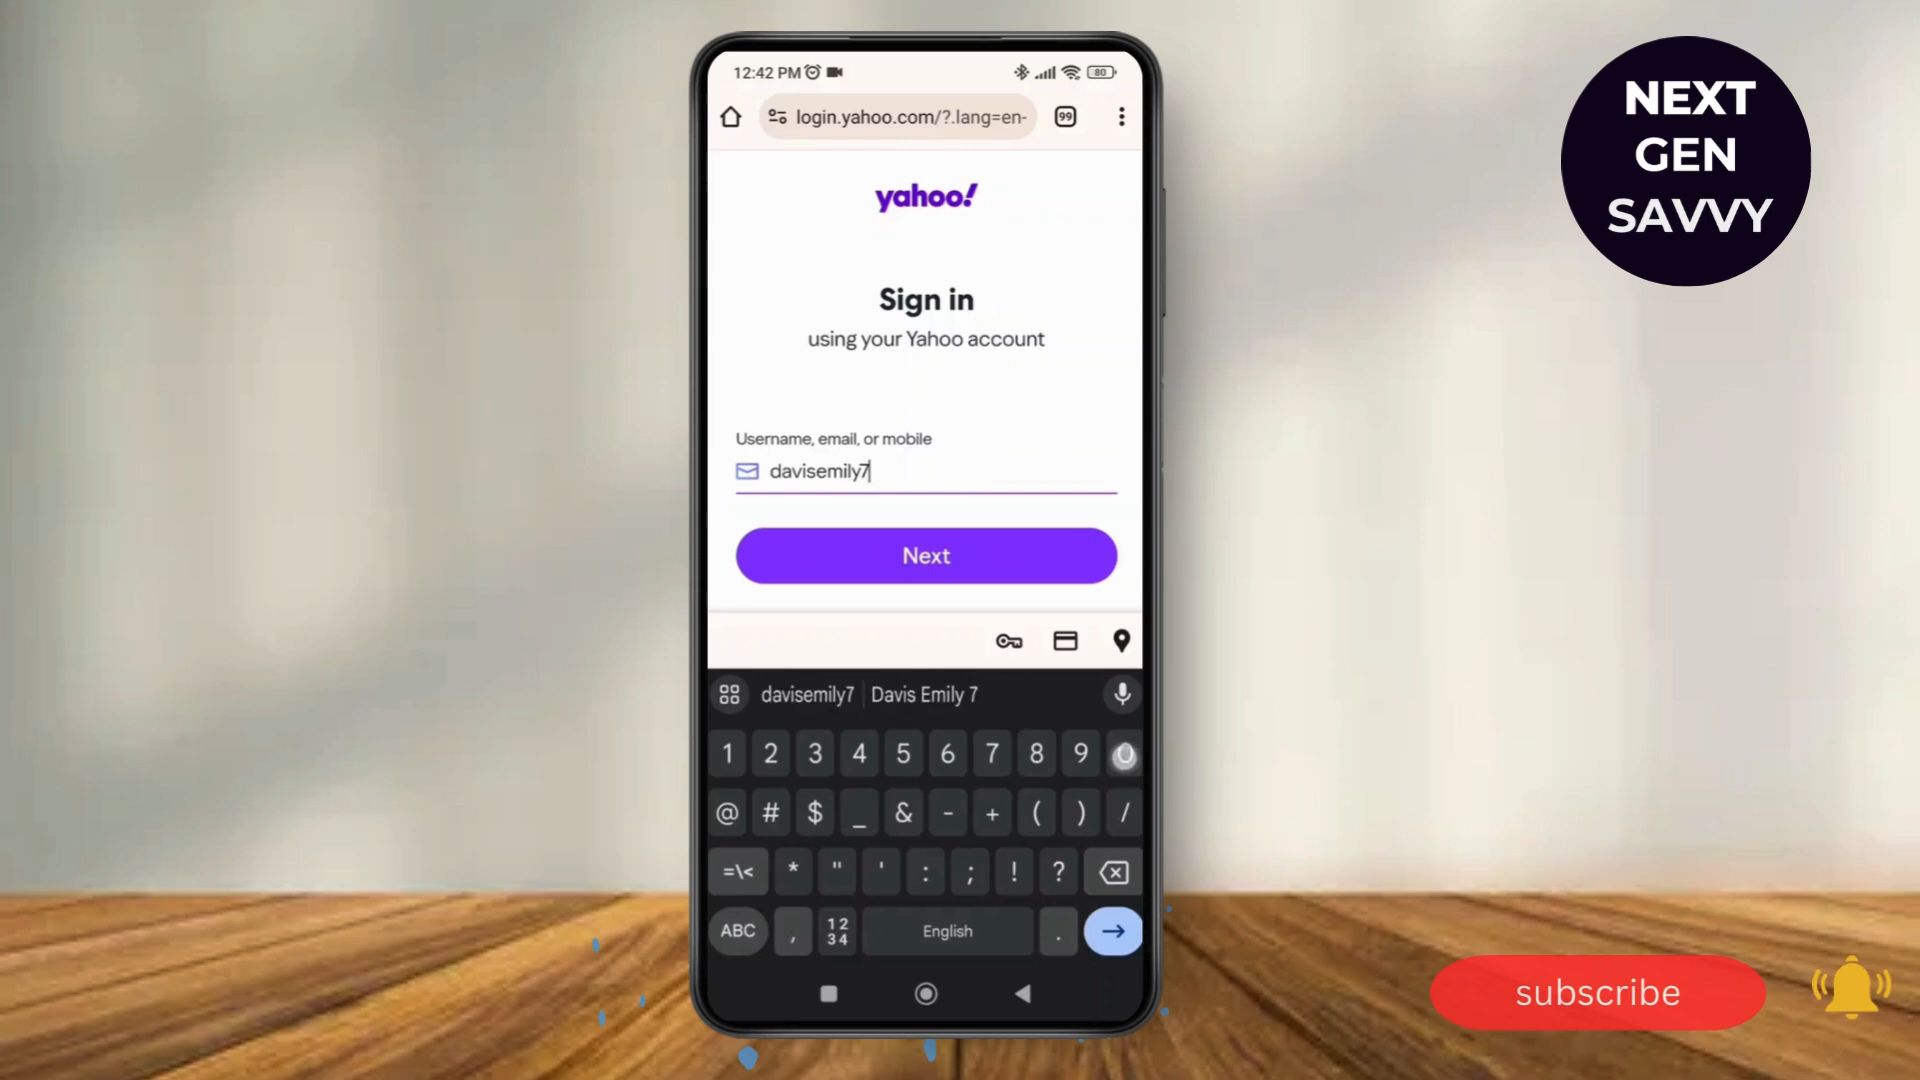 12:42 PM
80
login.yahoo.com/?.lang=en-
99
yahoo!
Sign in
using your Yahoo account
Username, email, or mobile
davisemily7
Next
davisemily7
Davis Emily 7
1 2 3 4 5 6 7 8 9 0
@ # $ _ & - + ( ) /
=\< * " ' : ; ! ?
ABC , 12 34 English .
NEXT
GEN
SAVVY
subscribe